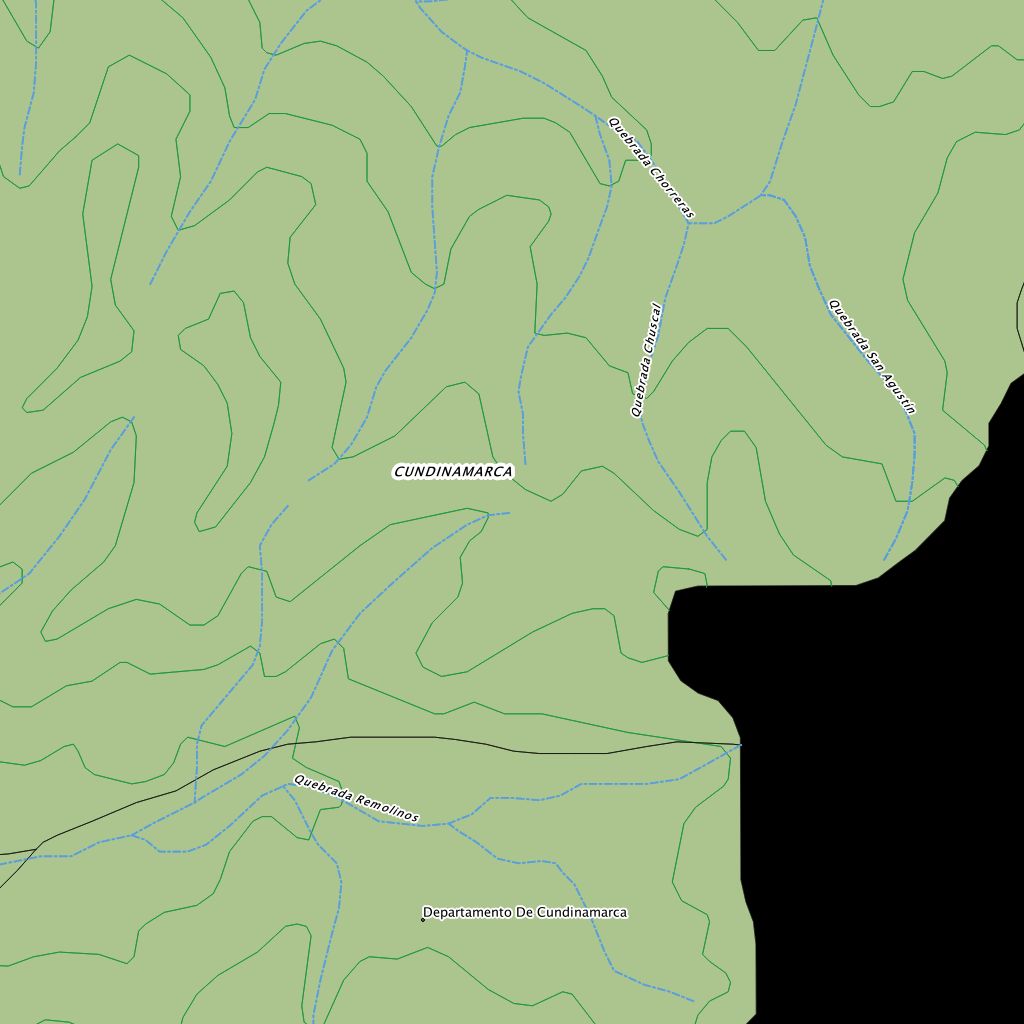 Quebrada Chorreras
Quebrada Chuscal
Quebrada San Agustín
CUNDINAMARCA
Quebrada Remolinos
Departamento De Cundinamarca